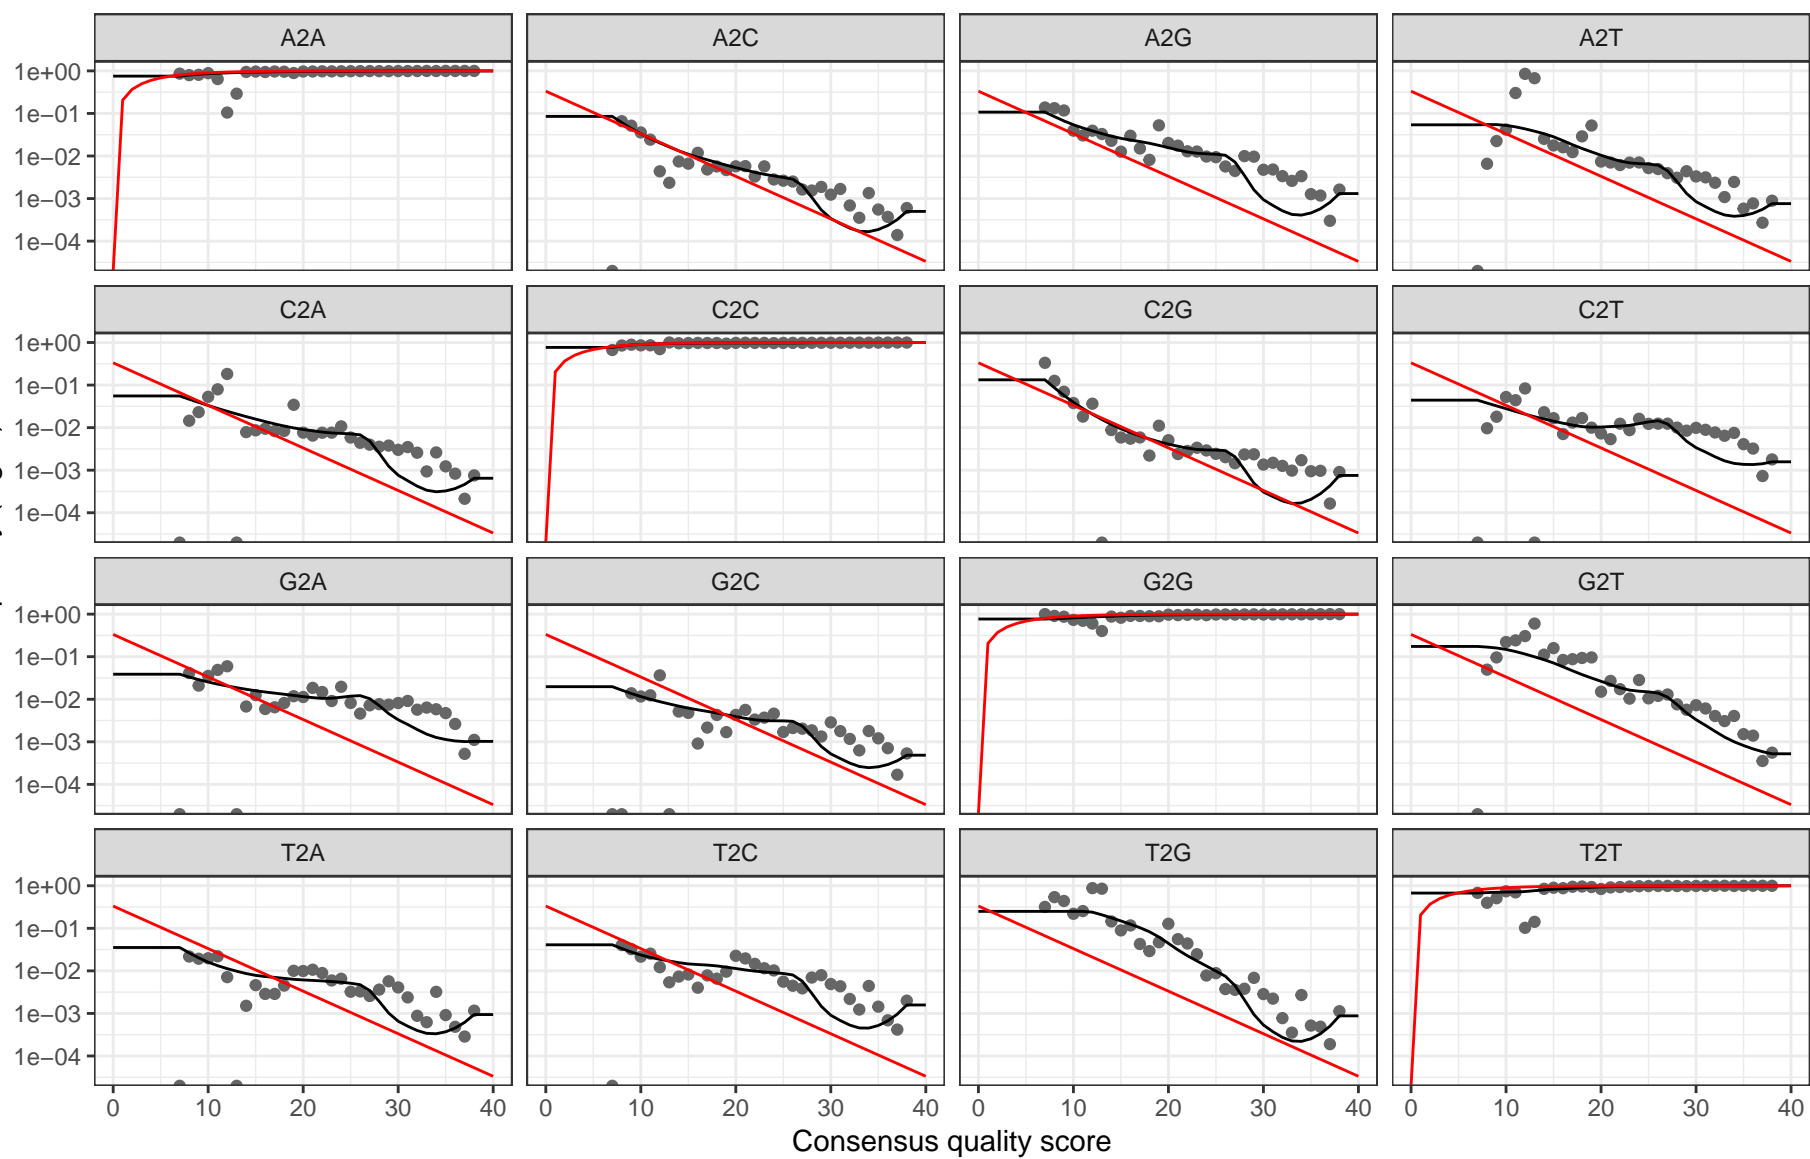 A2A A2C A2G A2T
1e+00
1e−01
1e−02
1e−03
1e−04
C2A C2C C2G C2T
1e+00
1e−01
1e−02
1e−03
1e−04
G2A G2C G2G G2T
1e+00
1e−01
1e−02
1e−03
1e−04
T2A T2C T2G T2T
1e+00
1e−01
1e−02
1e−03
1e−04
0 10 20 30 40 0 10 20 30 40 0 10 20 30 40 0 10 20 30 40
Consensus quality score